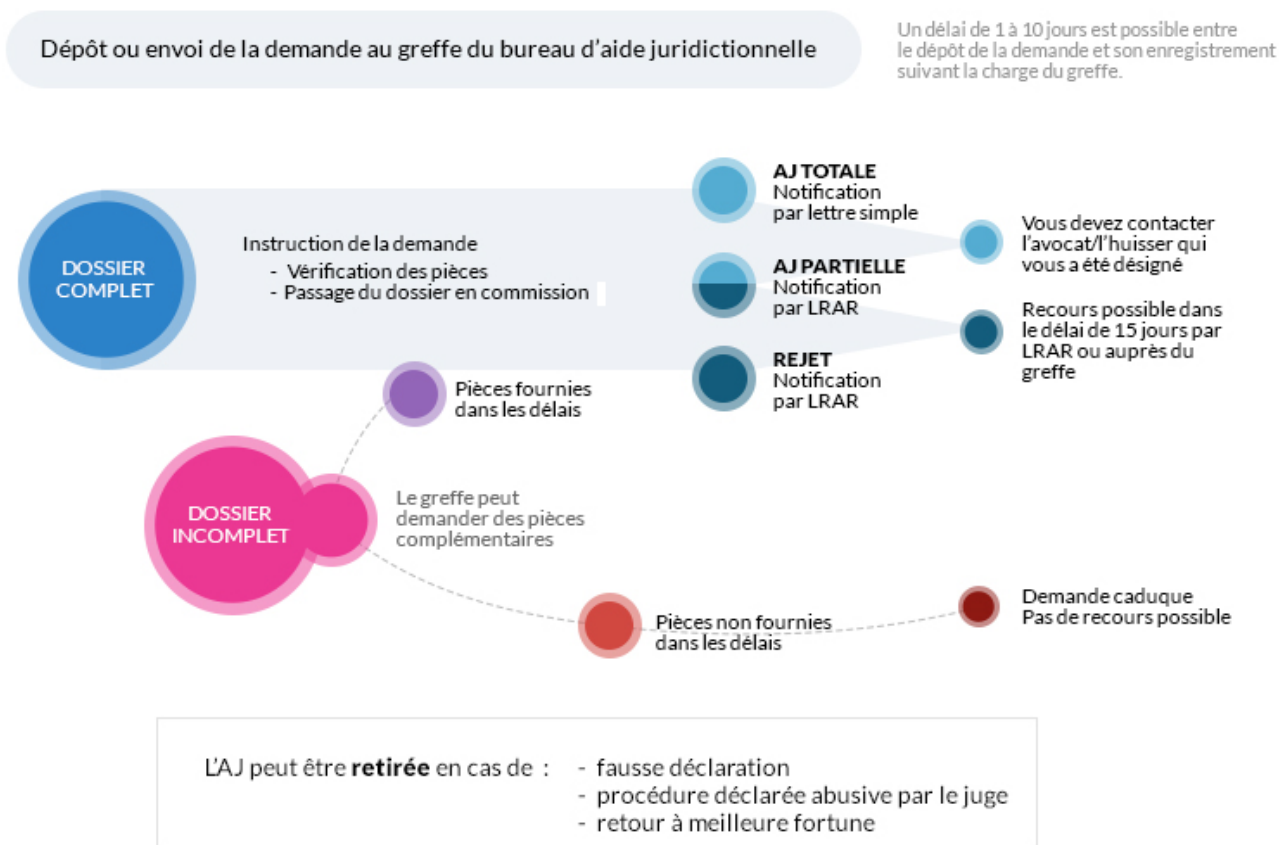 Dépôt ou envoi de la demande au greffe du bureau d'aide juridictionnelle
Un délai de 1 à 10 jours est possible entre
le dépôt de la demande et son enregistrement
suivant la charge du greffe.
DOSSIER
COMPLET
Instruction de la demande
- Vérification des pièces
- Passage du dossier en commission
AJ TOTALE
Notification
par lettre simple
AJ PARTIELLE
Notification
par LRAR
REJET
Notification
par LRAR
Vous devez contacter
l'avocat/l'huisser qui
vous a été désigné
Recours possible dans
le délai de 15 jours par
LRAR ou auprès du
greffe
Pièces fournies
dans les délais
DOSSIER
INCOMPLET
Le greffe peut
demander des pièces
complémentaires
Pièces non fournies
dans les délais
Demande caduque
Pas de recours possible
L'AJ peut être retirée en cas de : - fausse déclaration
- procédure déclarée abusive par le juge
- retour à meilleure fortune